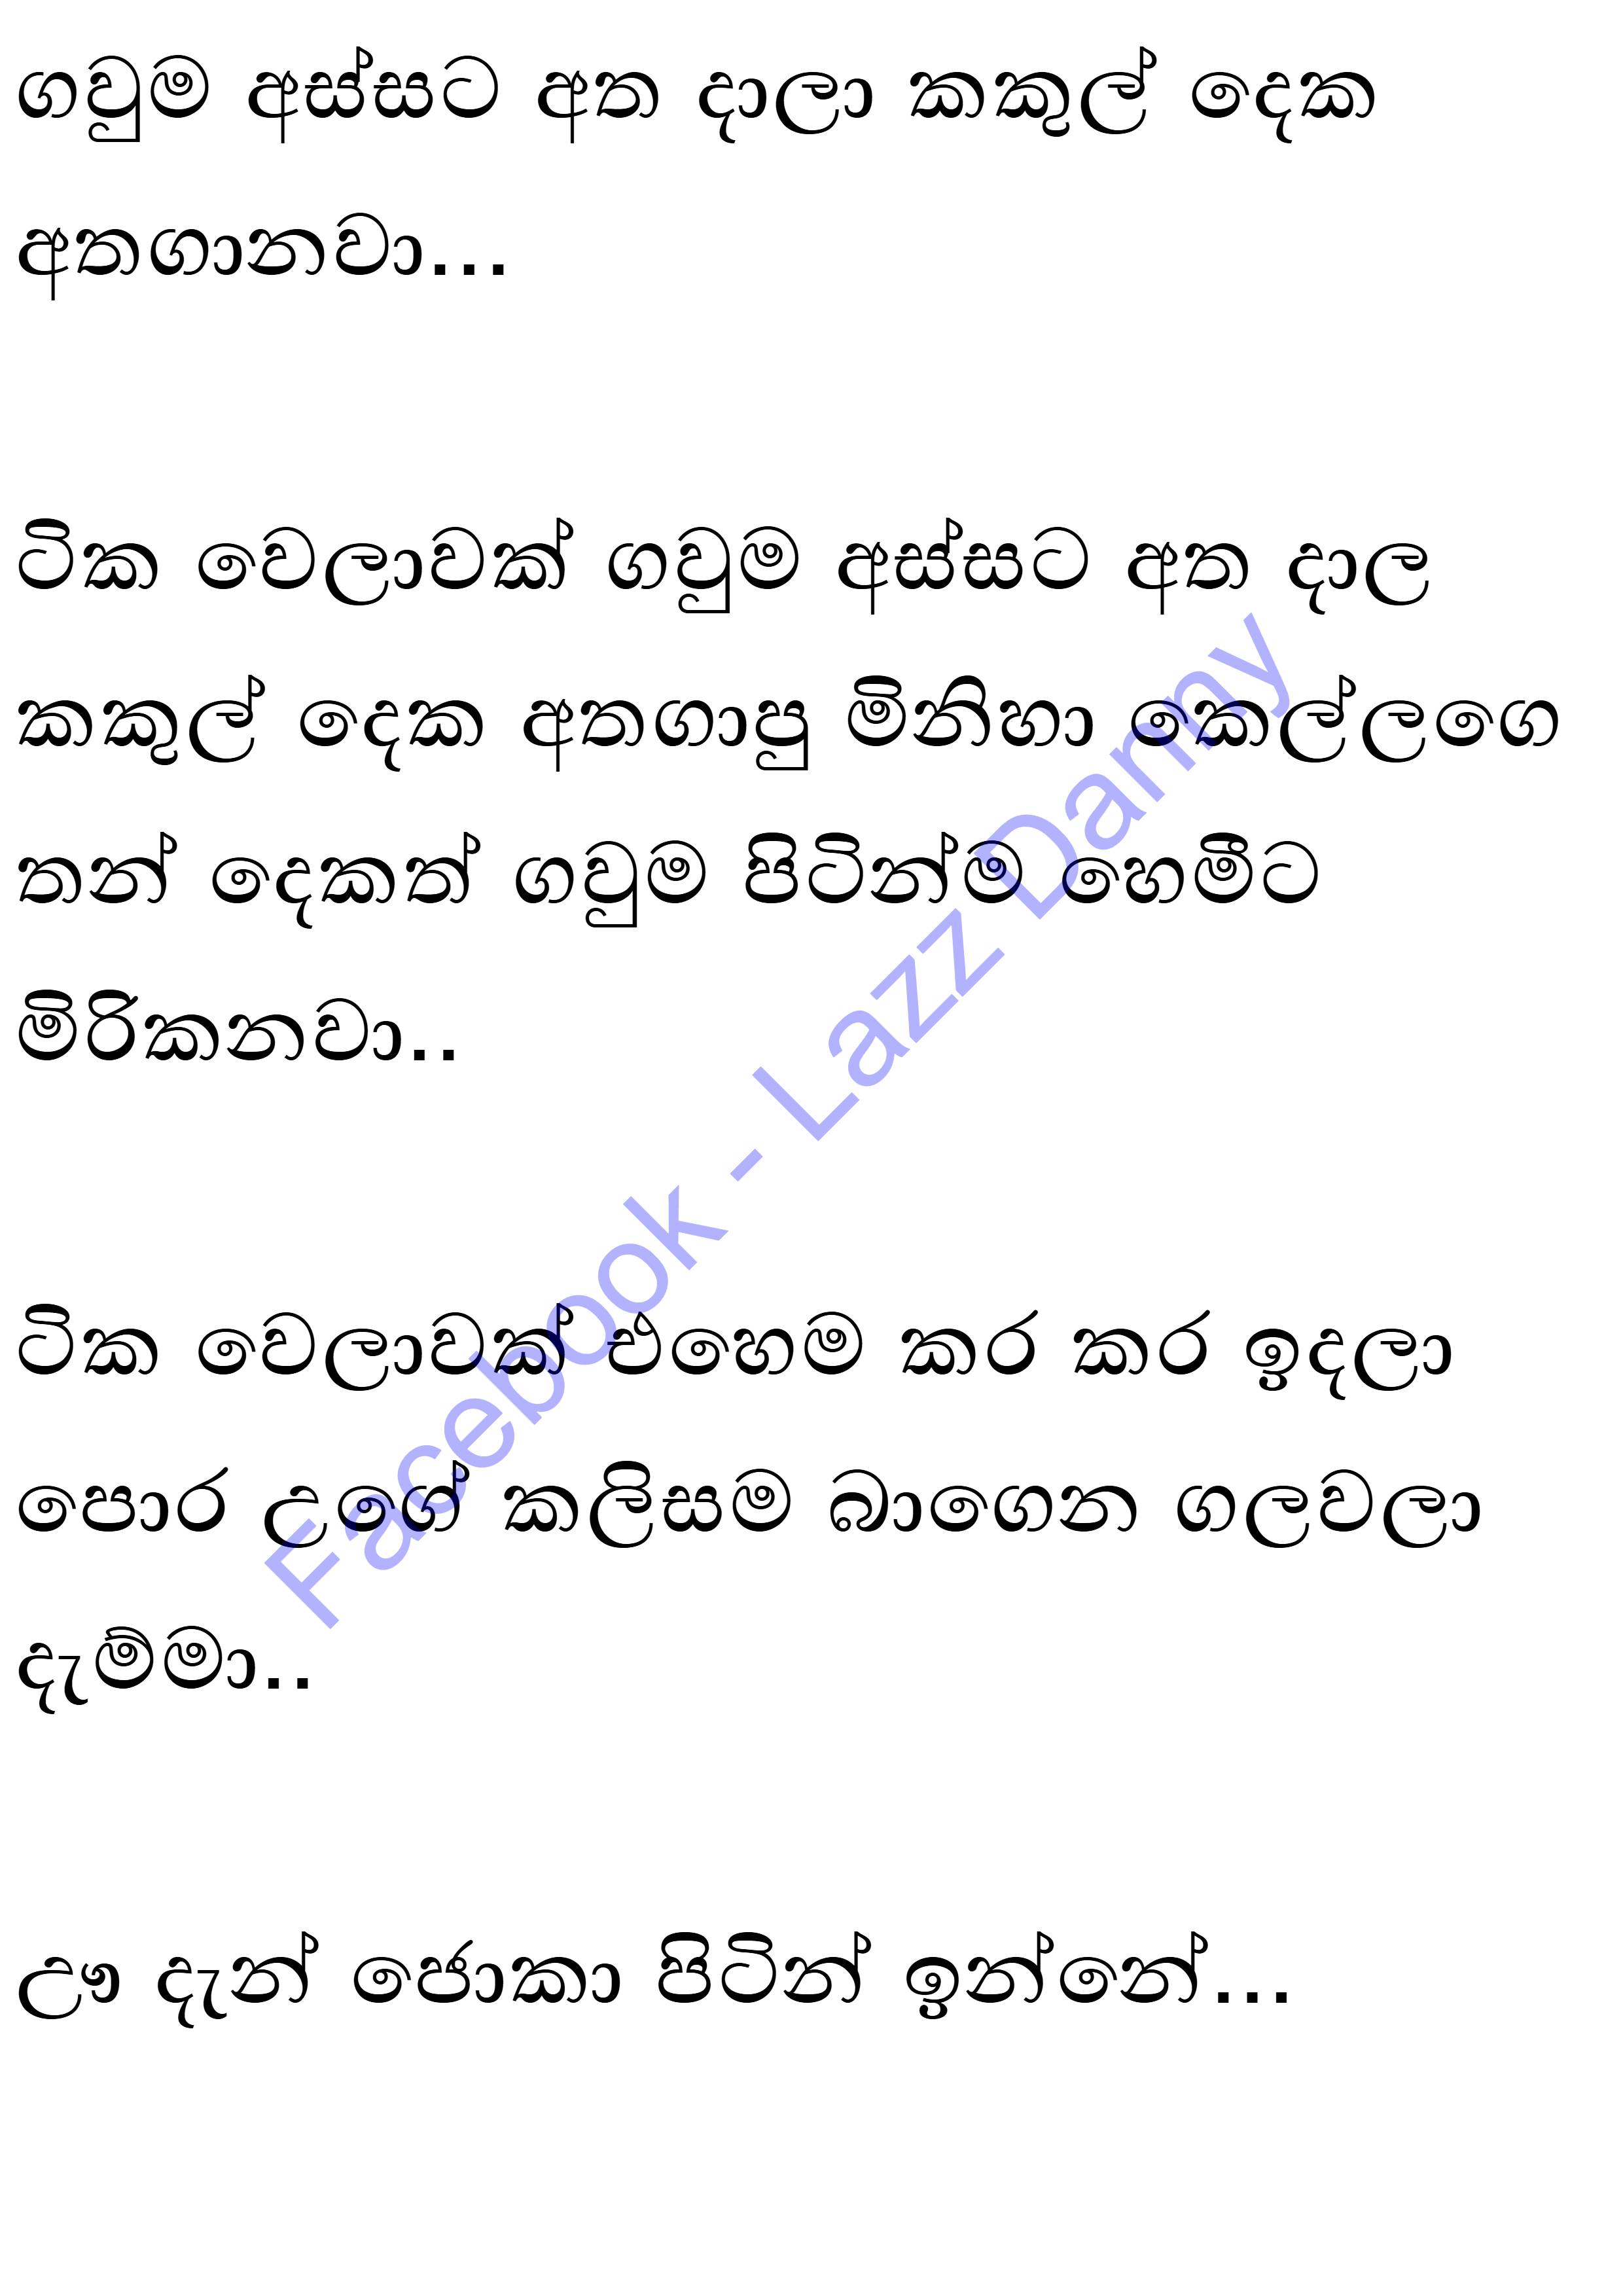 ගවුම අස්සට අත දාලා කකුල් දෙක
අතගානවා...
ටික වෙලාවක් ගවුම අස්සට අත දාල
කකුල් දෙක අතගාපු මිනිහා කෙල්ලගෙ
තන් දෙකත් ගවුම පිටින්ම හෙමීට
මිරිකනවා..
ටික වෙලාවක් එහෙම කර කර ඉදලා
පොර උගේ කලිසම බාගෙන ගලවලා
දැම්මා..
ඌ දැන් ජොකා පිටින් ඉන්නේ...
Facebook - Lazz Danny